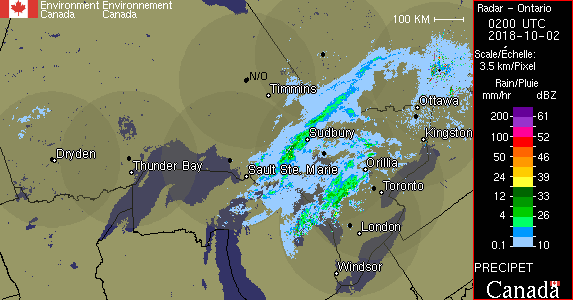 Environment Environnement
Canada Canada
100 KM
N/O
Timmins
Ottawa
Sudbury
Kingston
Dryden
Thunder Bay
Sault Ste. Marie
Orillia
Toronto
London
Windsor
Radar - Ontario
0200 UTC
2018-10-02
Scale/Échelle:
3.5 km/Pixel
Rain/Pluie
mm/hr dBZ
200 61
100 52
50 46
24 39
12 30
4 26
0.1 10
PRECIPET
Canada